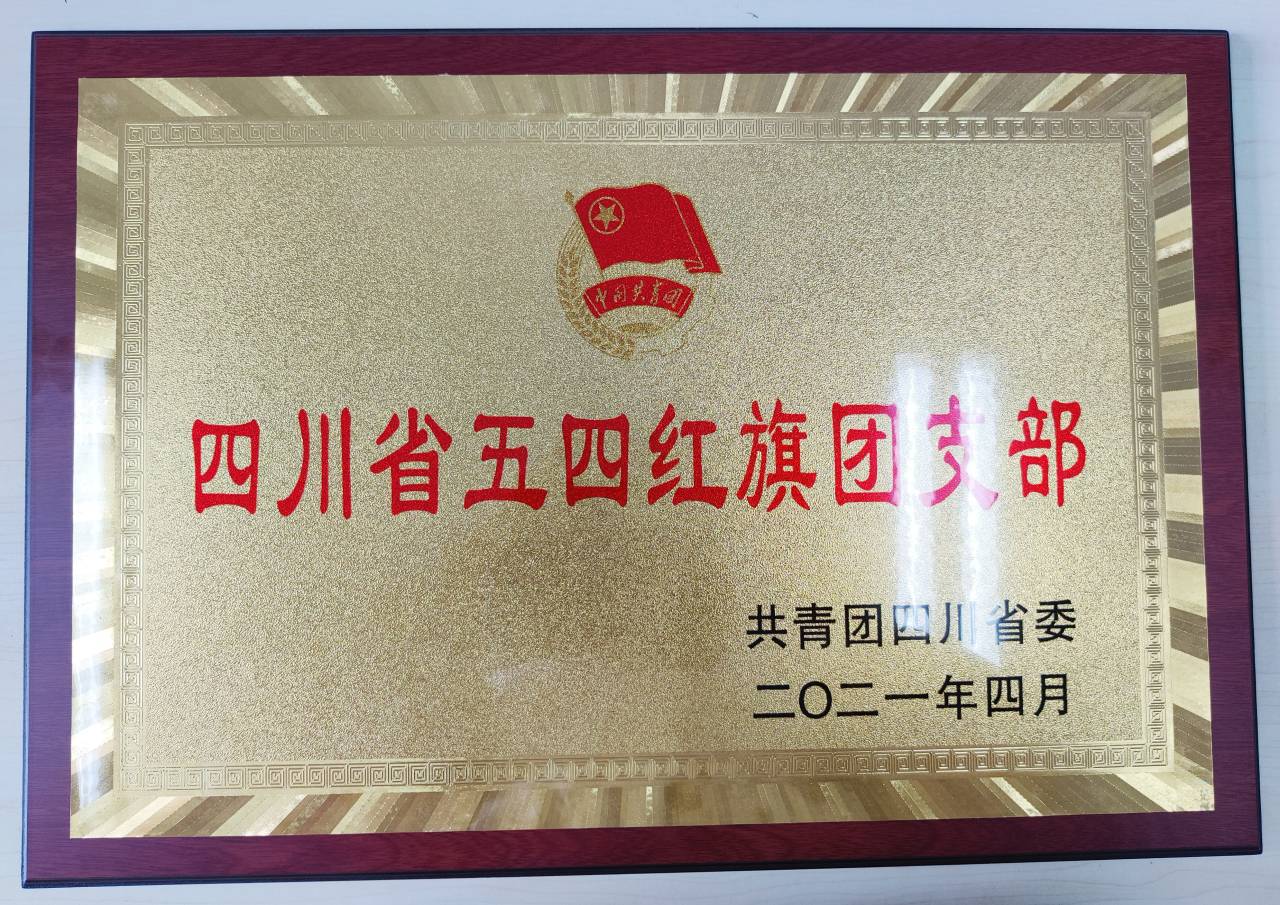 中国共青团
四川省五四红旗团支部
共青团四川省委
二〇二一年四月